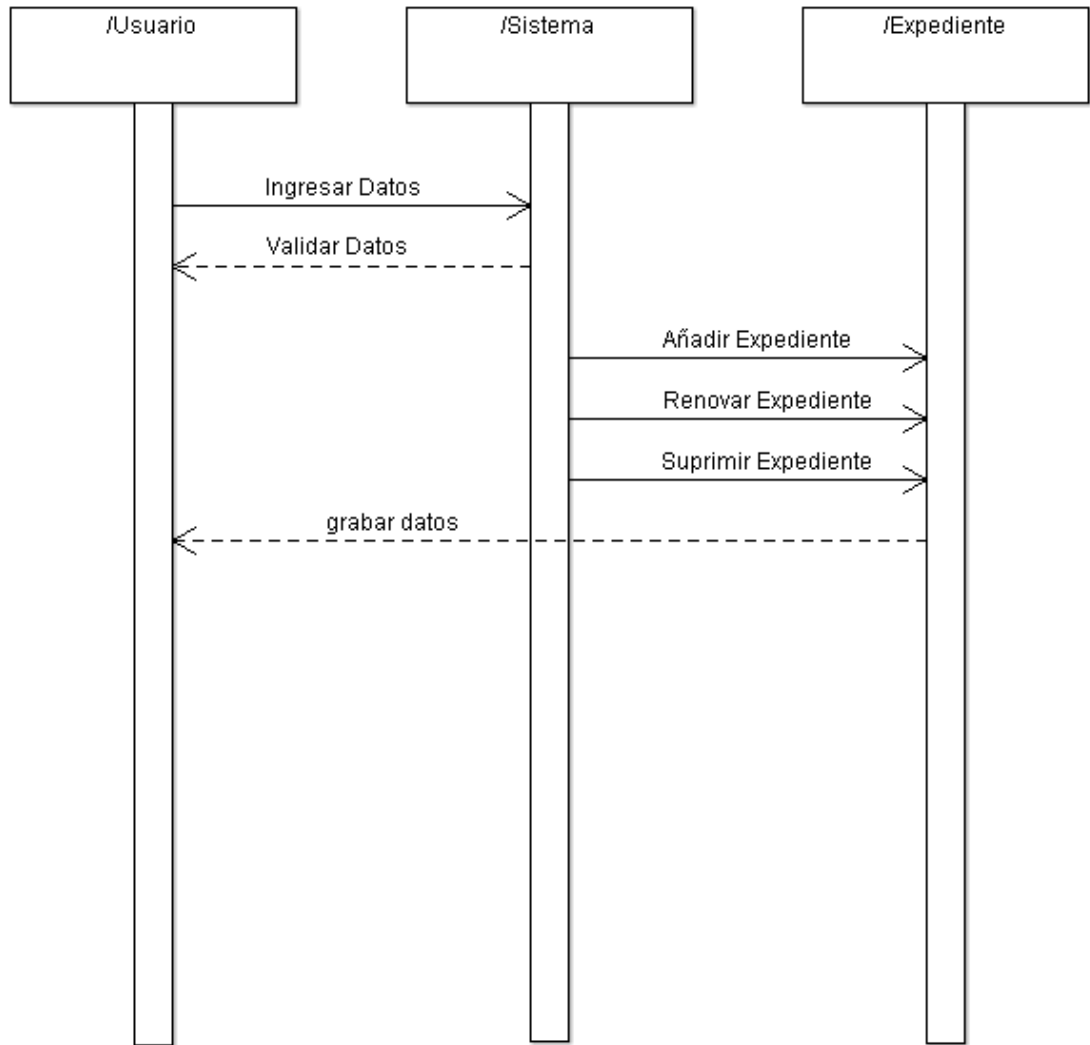 /Usuario
/Sistema
/Expediente
Ingresar Datos
Validar Datos
Añadir Expediente
Renovar Expediente
Suprimir Expediente
grabar datos